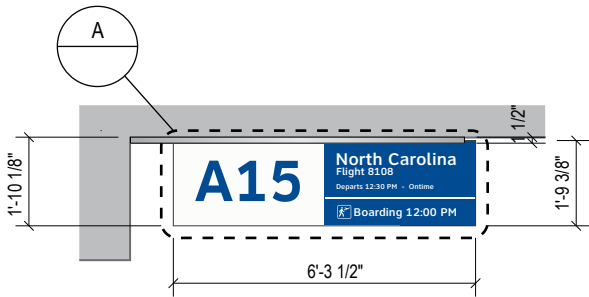 A
1 1/2"
1'-10 1/8"
A15
North Carolina
Flight 8108
Departs 12:30 PM - Ontime
Boarding 12:00 PM
1'-9 3/8"
6'-3 1/2"